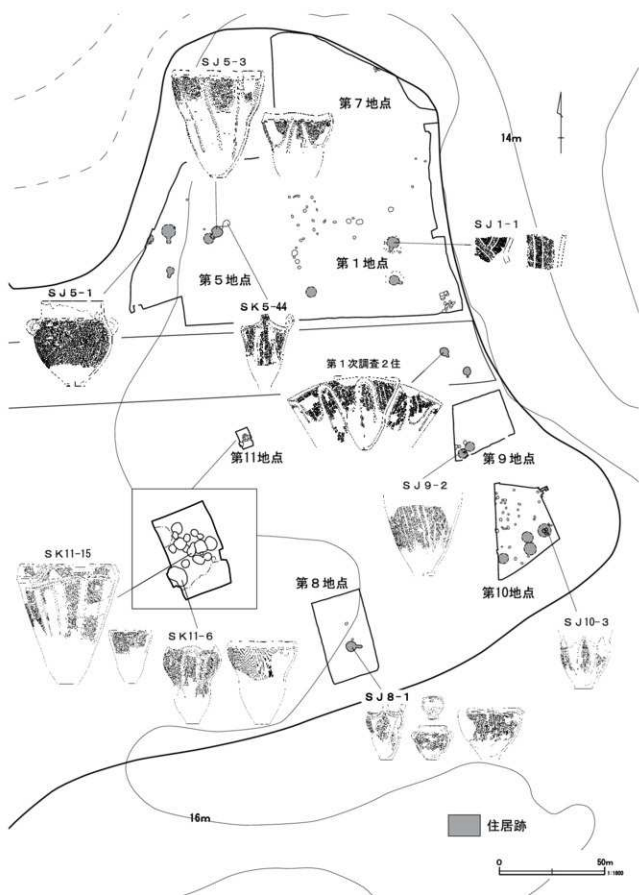 SJ5-3
第7地点
14m
SJ1-1
第1地点
第5地点
SJ5-1
SK5-44
第1次調査2住
第11地点
第9地点
SJ9-2
SK11-15
第8地点
第10地点
SK11-6
SJ10-3
SJ8-1
16m
住居跡
0
50m